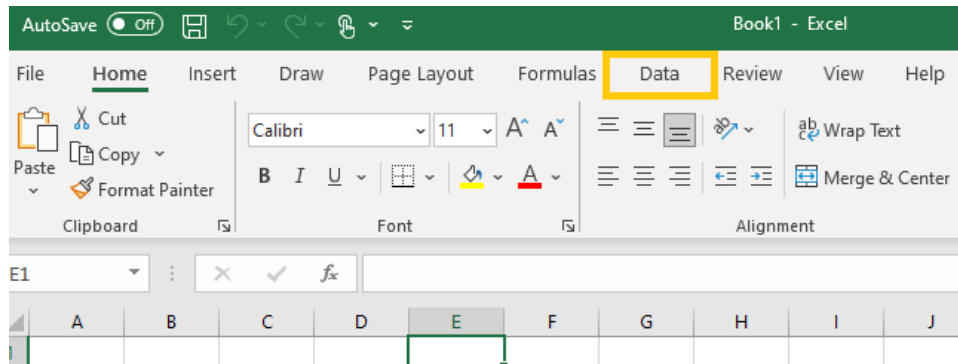 AutoSave Off Book1 - Excel
File Home Insert Draw Page Layout Formulas Data Review View Help
Cut
Copy
Paste
Format Painter
Calibri 11 A A
B I U A
ab
c Wrap Text
Merge & Center
Clipboard Font Alignment
E1 fx
A B C D E F G H I J